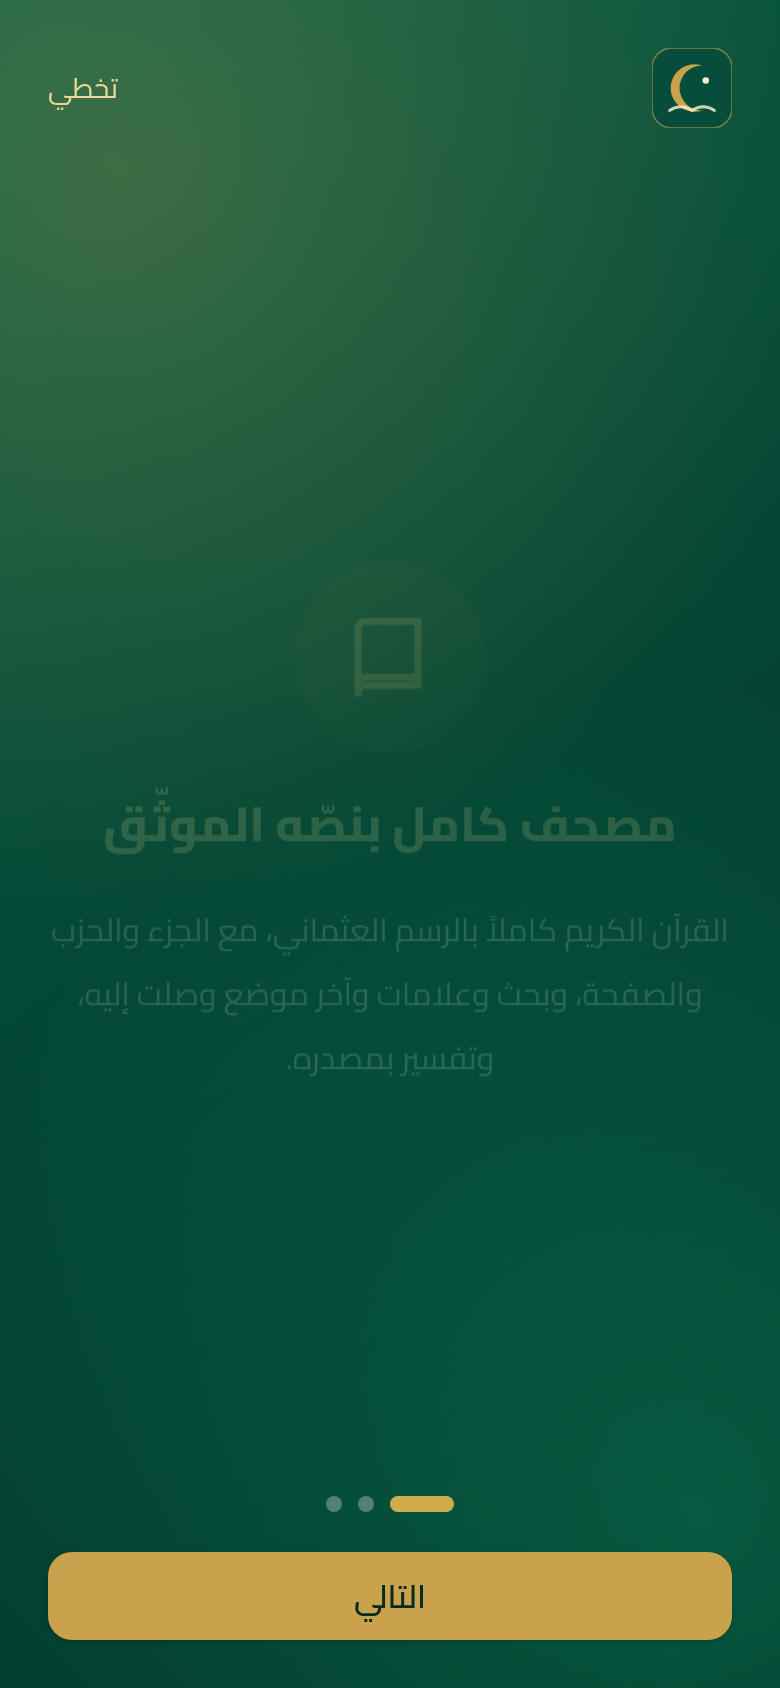 تخطي
مصحف كامل بنصّه الموثّق
القرآن الكريم كاملاً بالرسم العثماني، مع الجزء والحزب
والصفحة، وبحث وعلامات وآخر موضع وصلت إليه،
وتفسير بمصدره.
التالي